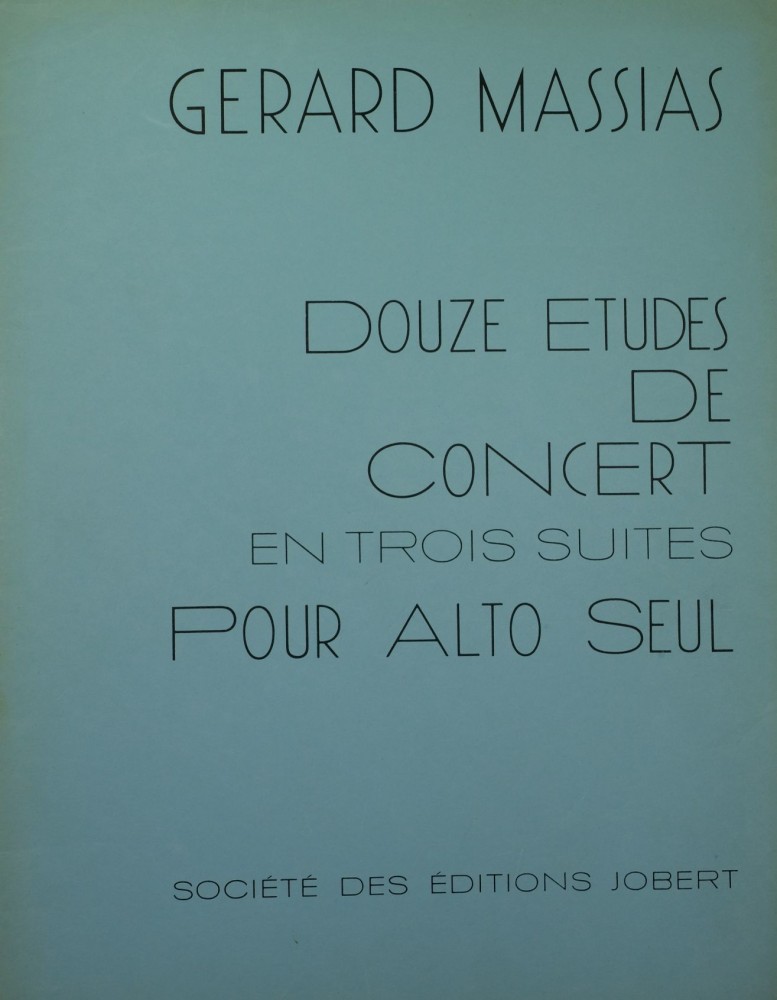 GERARD MASSIAS
DOUZE ETUDES
DE
CONCERT
EN TROIS SUITES
POUR ALTO SEUL
SOCIÉTÉ DES ÉDITIONS JOBERT